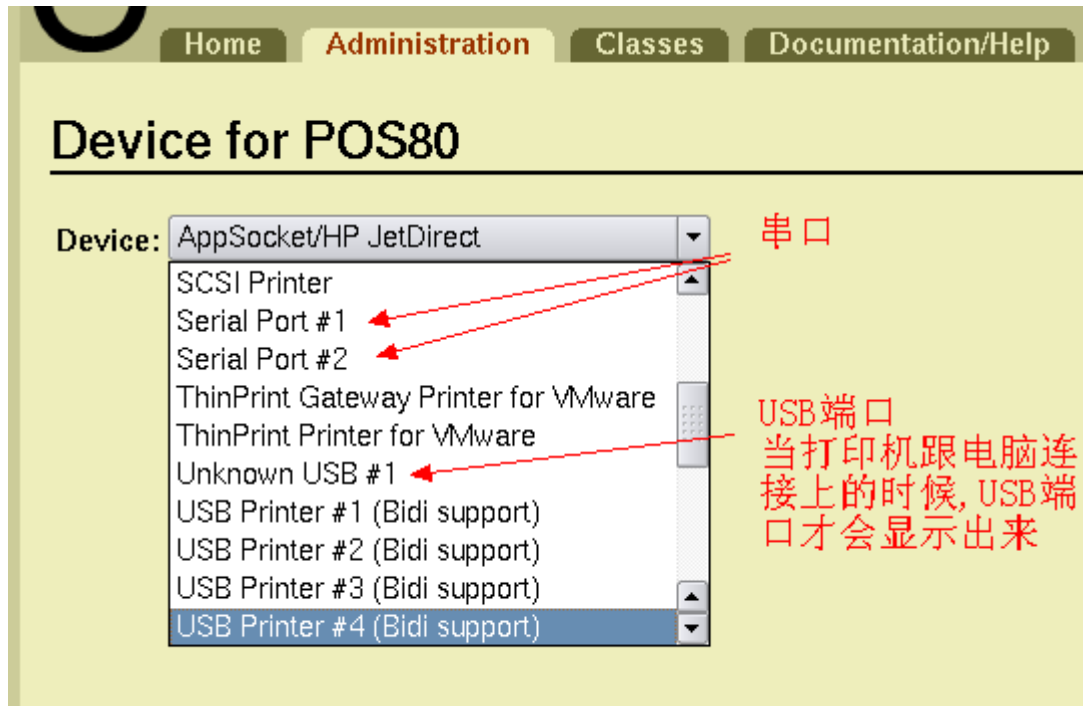 Home Administration Classes Documentation/Help
Device for POS80
Device: AppSocket/HP JetDirect
串口
SCSI Printer
Serial Port #1
Serial Port #2
ThinPrint Gateway Printer for VMware
ThinPrint Printer for VMware
Unknown USB #1
USB Printer #1 (Bidi support)
USB Printer #2 (Bidi support)
USB Printer #3 (Bidi support)
USB Printer #4 (Bidi support)
USB端口
当打印机跟电脑连
接上的时候,USB端
口才会显示出来